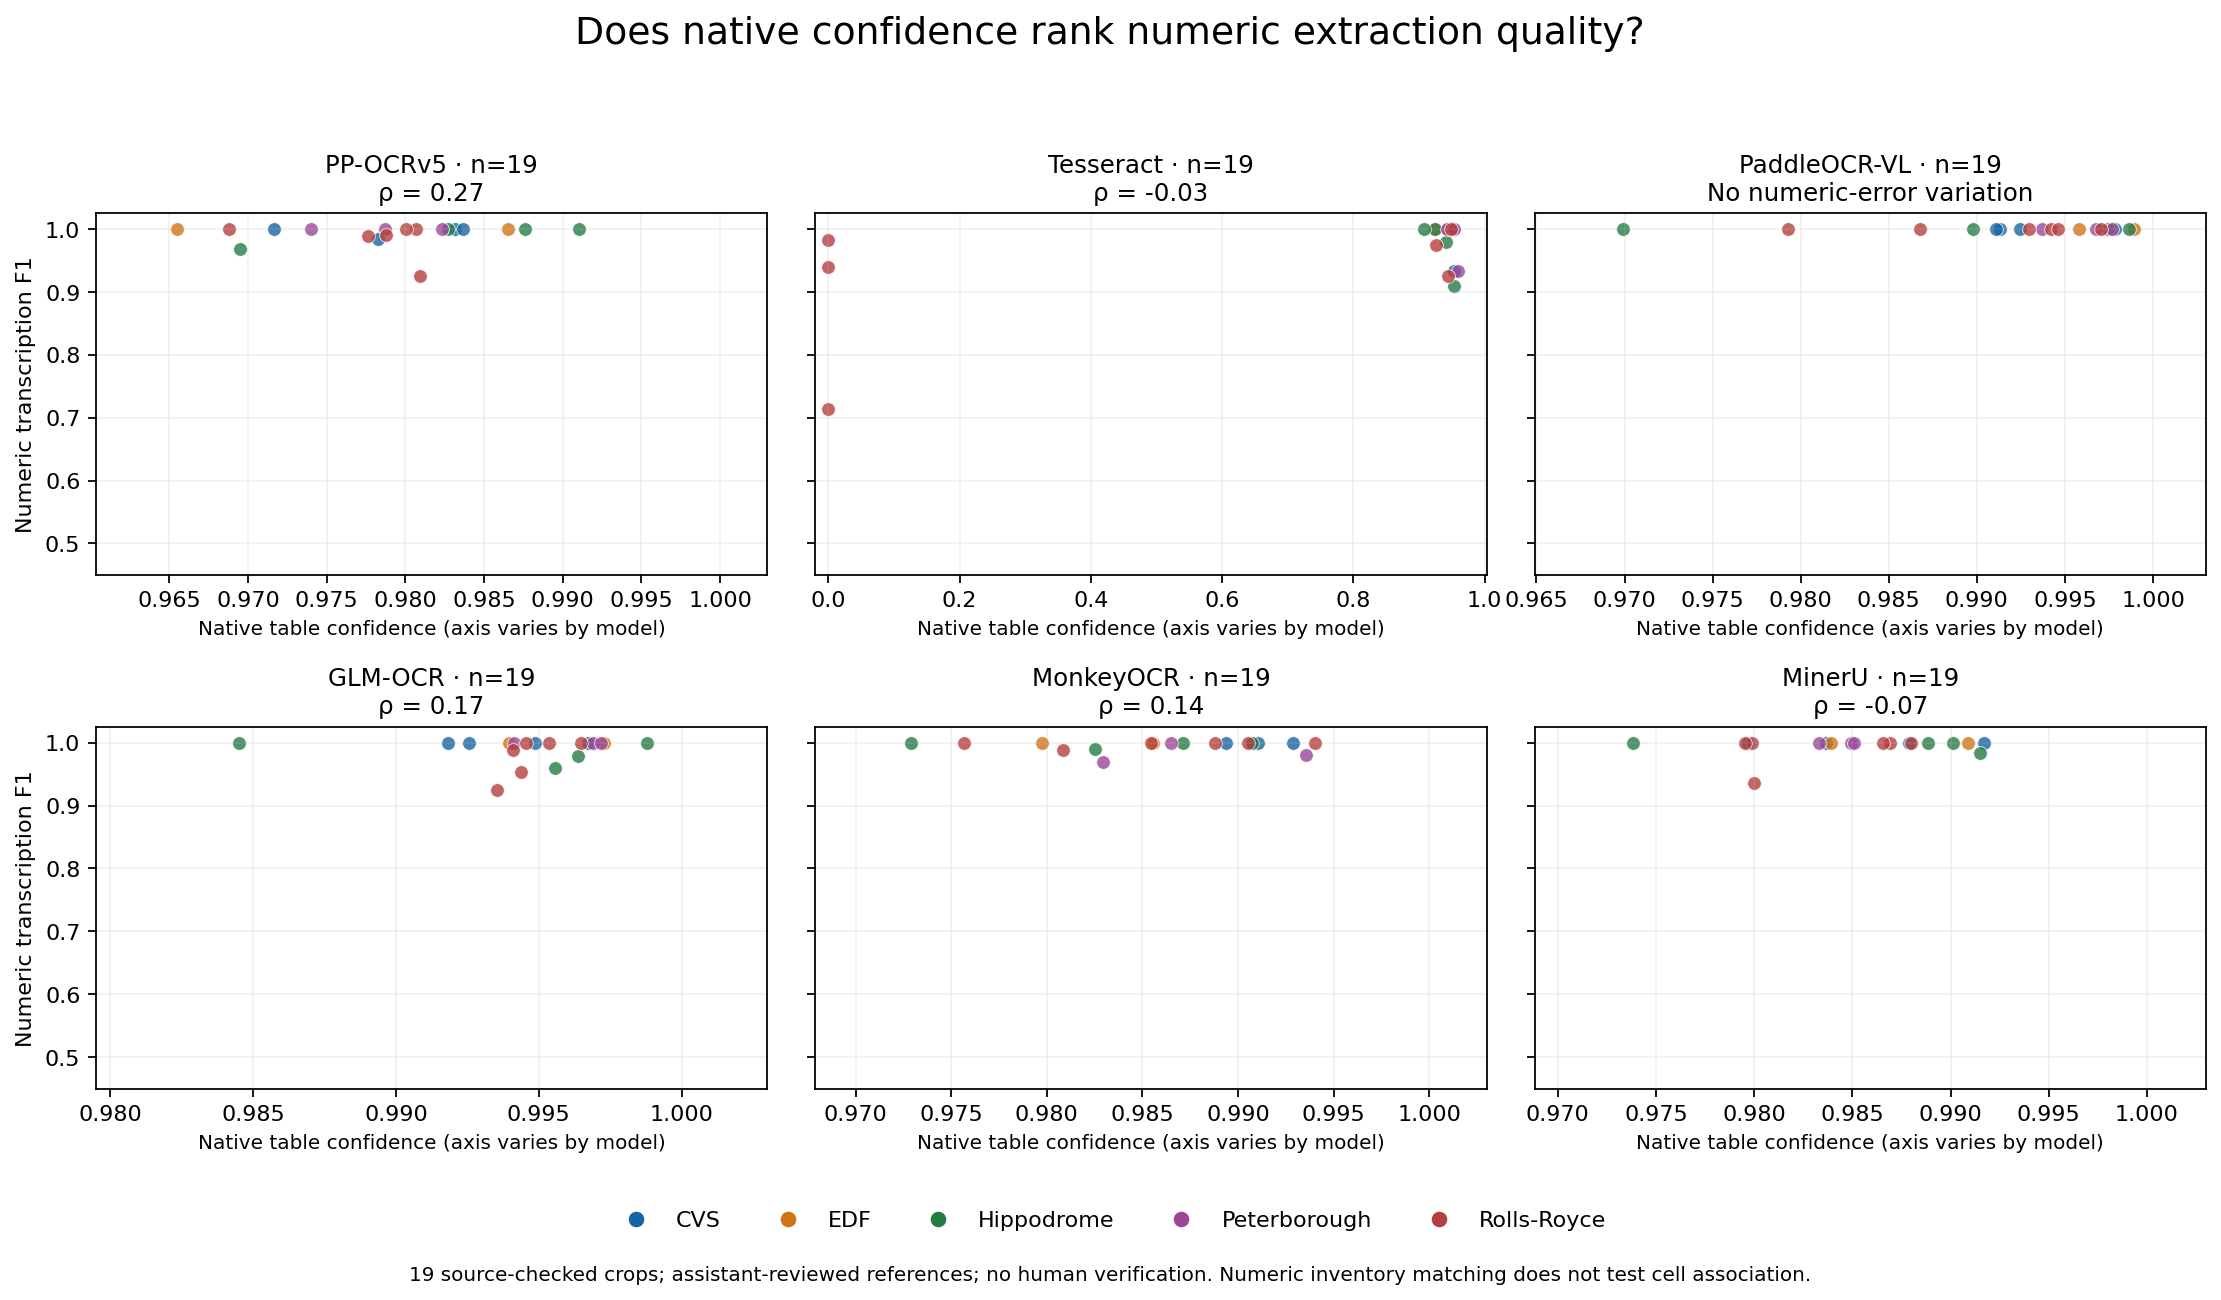 Does native confidence rank numeric extraction quality?
PP-OCRv5 · n=19
ρ = 0.27
Numeric transcription F1
1.0
0.9
0.8
0.7
0.6
0.5
0.965 0.970 0.975 0.980 0.985 0.990 0.995 1.000
Native table confidence (axis varies by model)
Tesseract · n=19
ρ = -0.03
0.0 0.2 0.4 0.6 0.8 1.0
Native table confidence (axis varies by model)
PaddleOCR-VL · n=19
No numeric-error variation
0.965 0.970 0.975 0.980 0.985 0.990 0.995 1.000
Native table confidence (axis varies by model)
GLM-OCR · n=19
ρ = 0.17
Numeric transcription F1
1.0
0.9
0.8
0.7
0.6
0.5
0.980 0.985 0.990 0.995 1.000
Native table confidence (axis varies by model)
MonkeyOCR · n=19
ρ = 0.14
0.970 0.975 0.980 0.985 0.990 0.995 1.000
Native table confidence (axis varies by model)
MinerU · n=19
ρ = -0.07
0.970 0.975 0.980 0.985 0.990 0.995 1.000
Native table confidence (axis varies by model)
CVS EDF Hippodrome Peterborough Rolls-Royce
19 source-checked crops; assistant-reviewed references; no human verification. Numeric inventory matching does not test cell association.